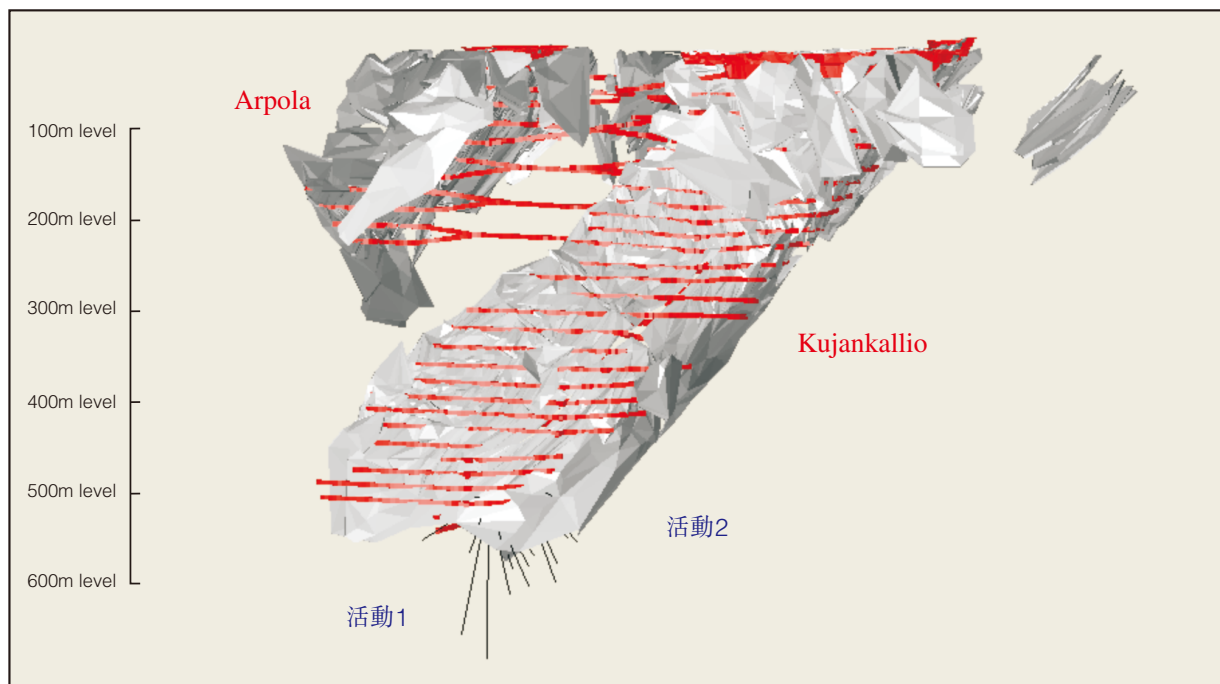 Arpola
100m level
200m level
300m level
Kujankallio
400m level
500m level
活動2
600m level
活動1